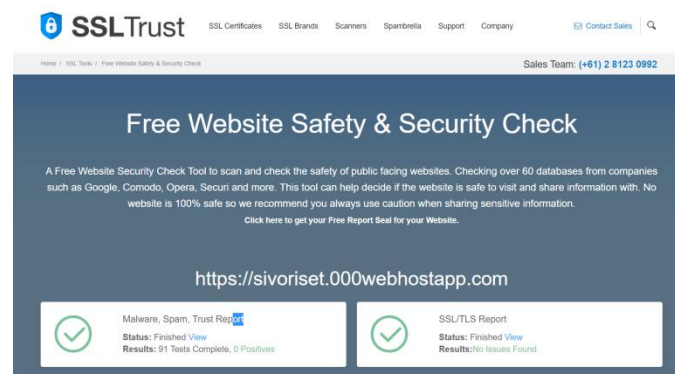 SSLTrust
SSL Certificates SSL Brands Scanners Spambrella Support Company Contact Sales
Home / SSL Tools / Free Website Safety & Security Check
Sales Team: (+61) 2 8123 0992
Free Website Safety & Security Check
A Free Website Security Check Tool to scan and check the safety of public facing websites. Checking over 60 databases from companies
such as Google, Comodo, Opera, Securi and more. This tool can help decide if the website is safe to visit and share information with. No
website is 100% safe so we recommend you always use caution when sharing sensitive information.
Click here to get your Free Report Seal for your Website.
https://sivoriset.000webhostapp.com
Malware, Spam, Trust Report
Status: Finished View
Results: 91 Tests Complete, 0 Positives
SSL/TLS Report
Status: Finished View
Results:No Issues Found.